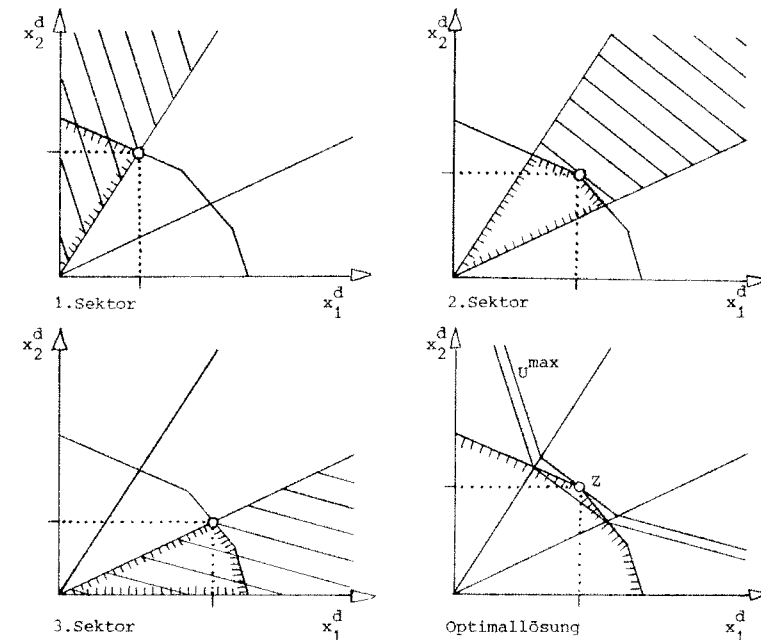 x₂ᵈ
x₁ᵈ
1.Sektor
x₂ᵈ
x₁ᵈ
2.Sektor
x₂ᵈ
x₁ᵈ
3.Sektor
x₂ᵈ
Uᵐᵃˣ
Z
x₁ᵈ
Optimallösung